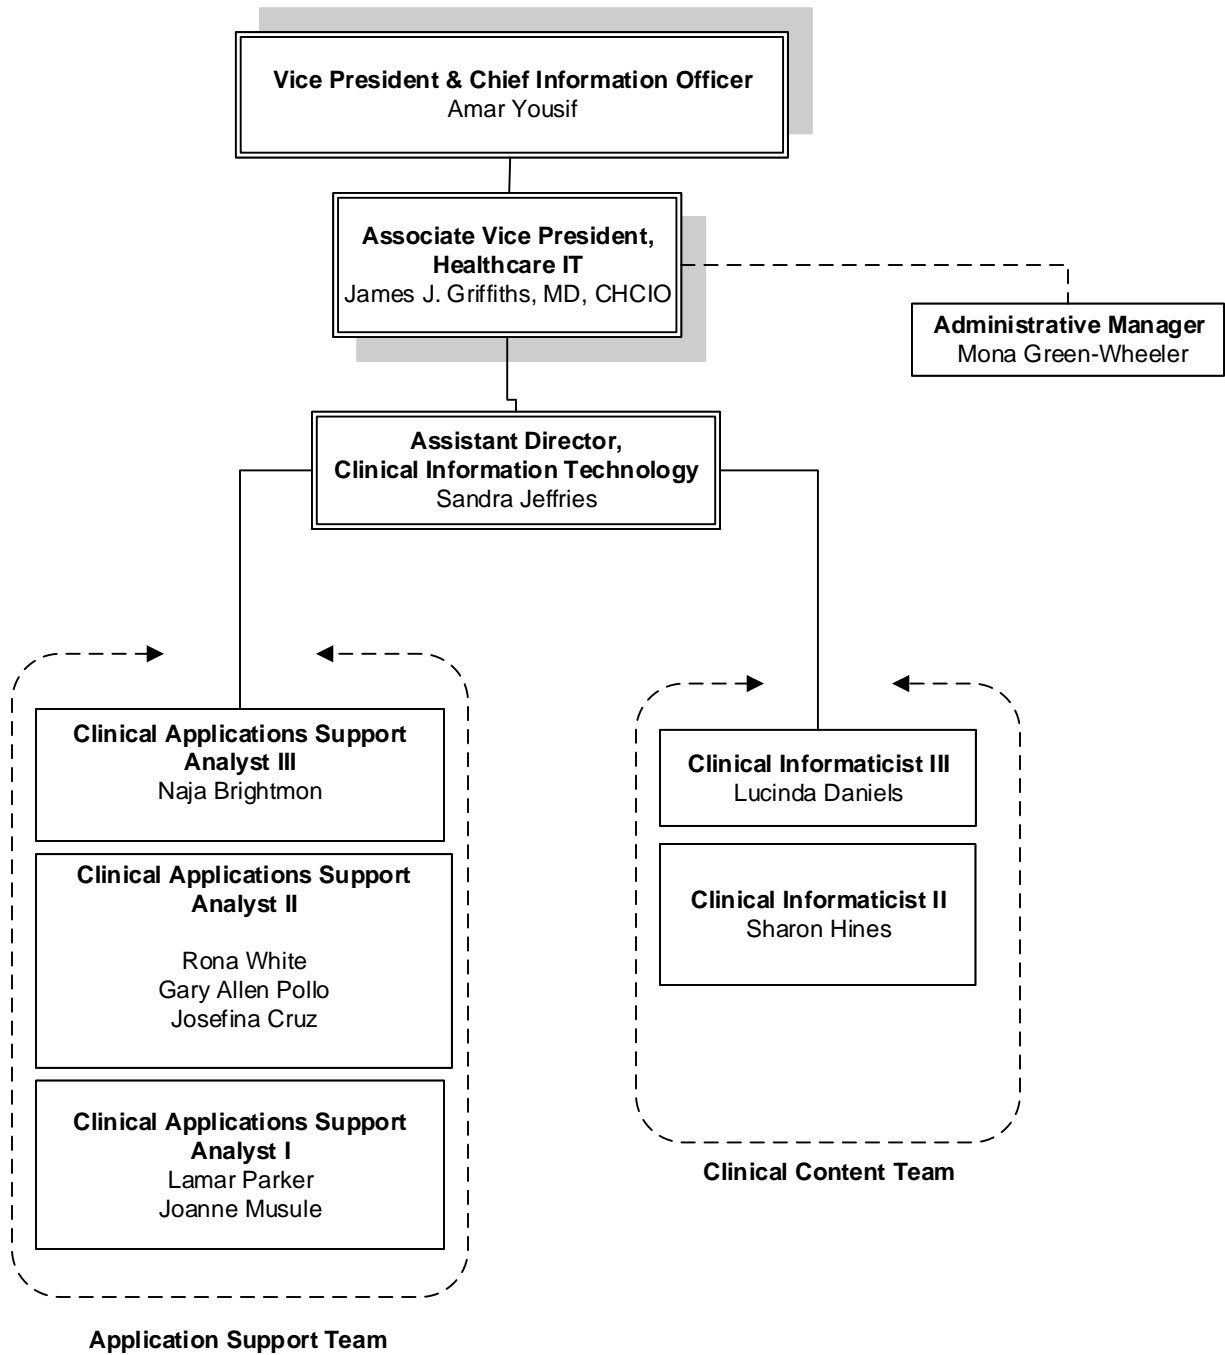 Vice President & Chief Information Officer
Amar Yousif
Associate Vice President,
Healthcare IT
James J. Griffiths, MD, CHCIO
Administrative Manager
Mona Green-Wheeler
Assistant Director,
Clinical Information Technology
Sandra Jeffries
Clinical Applications Support
Analyst III
Naja Brightmon
Clinical Applications Support
Analyst II
Rona White
Gary Allen Pollo
Josefina Cruz
Clinical Applications Support
Analyst I
Lamar Parker
Joanne Musule
Application Support Team
Clinical Informaticist III
Lucinda Daniels
Clinical Informaticist II
Sharon Hines
Clinical Content Team